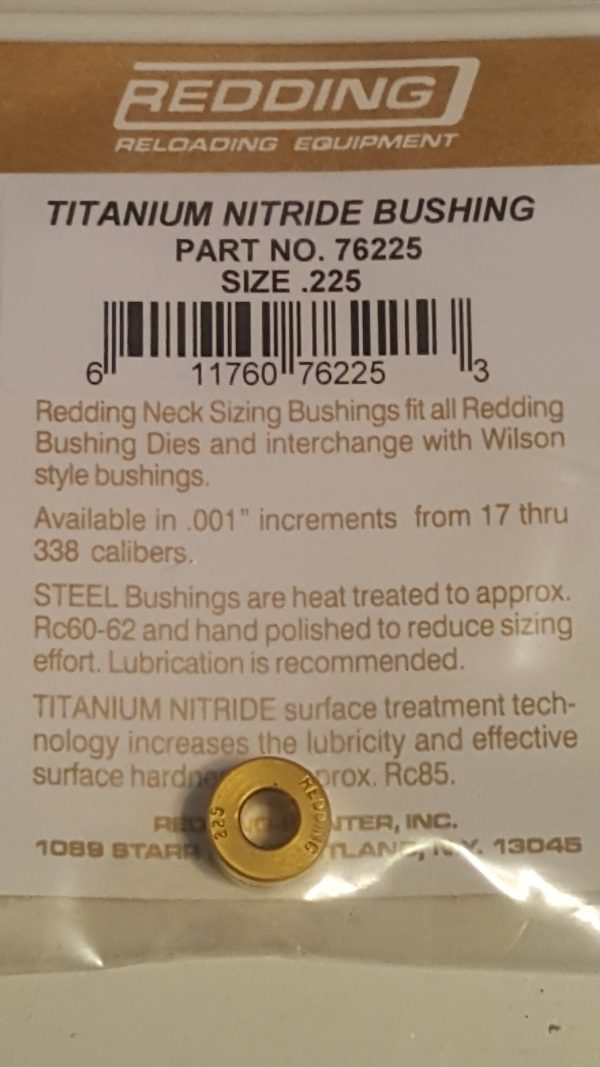 REDDING
RELOADING EQUIPMENT
TITANIUM NITRIDE BUSHING
PART NO. 76225
SIZE .225
6 11760 76225 3
Redding Neck Sizing Bushings fit all Redding
Bushing Dies and interchange with Wilson
style bushings.
Available in .001" increments from 17 thru
338 calibers.
STEEL Bushings are heat treated to approx.
Rc60-62 and hand polished to reduce sizing
effort. Lubrication is recommended.
TITANIUM NITRIDE surface treatment tech-
nology increases the lubricity and effective
surface prox. Rc85.
225 REDDING
INC.
1089 STARR N.Y. 13045